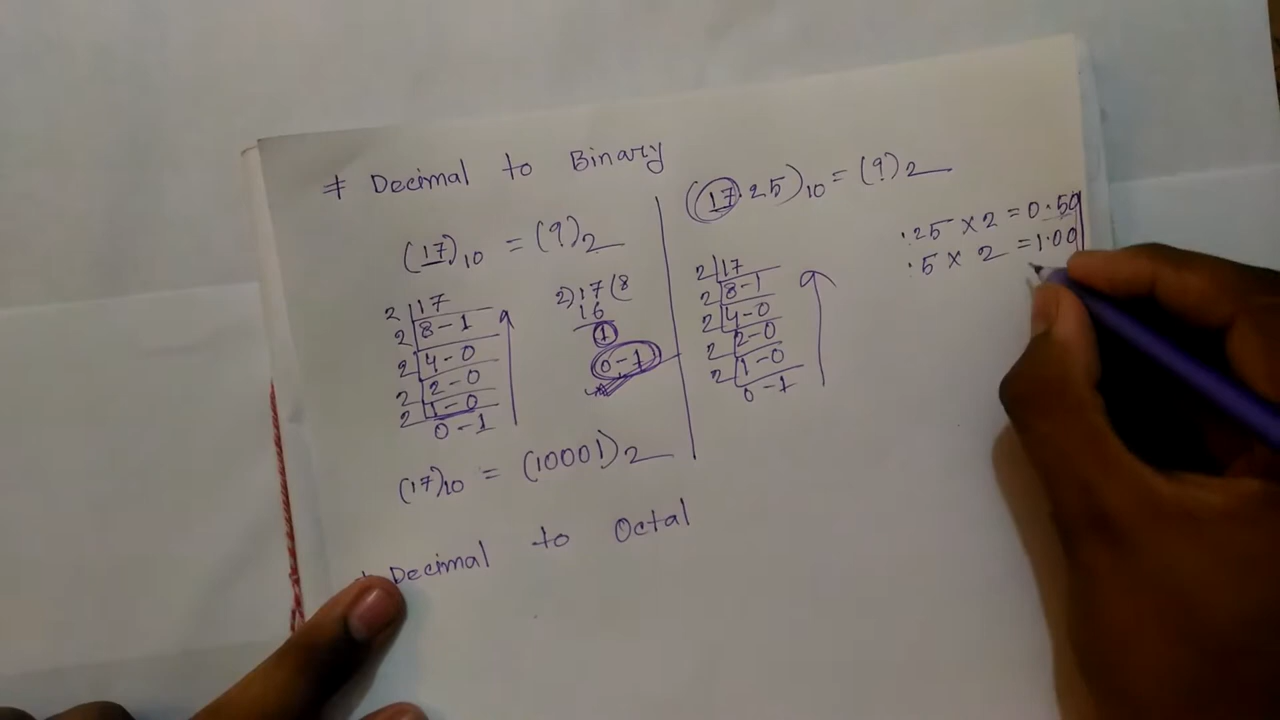 # Decimal to Binary
(17)10 = (?)2
2 | 17
2 | 8 - 1
2 | 4 - 0
2 | 2 - 0
2 | 1 - 0
0 - 1
2) 17 (8
16
1
0 - 1
(17)10 = (10001)2
Decimal to Octal
(17.25)10 = (?)2
2 | 17
2 | 8 - 1
2 | 4 - 0
2 | 2 - 0
2 | 1 - 0
0 - 1
.25 × 2 = 0.50
.5 × 2 = 1.00